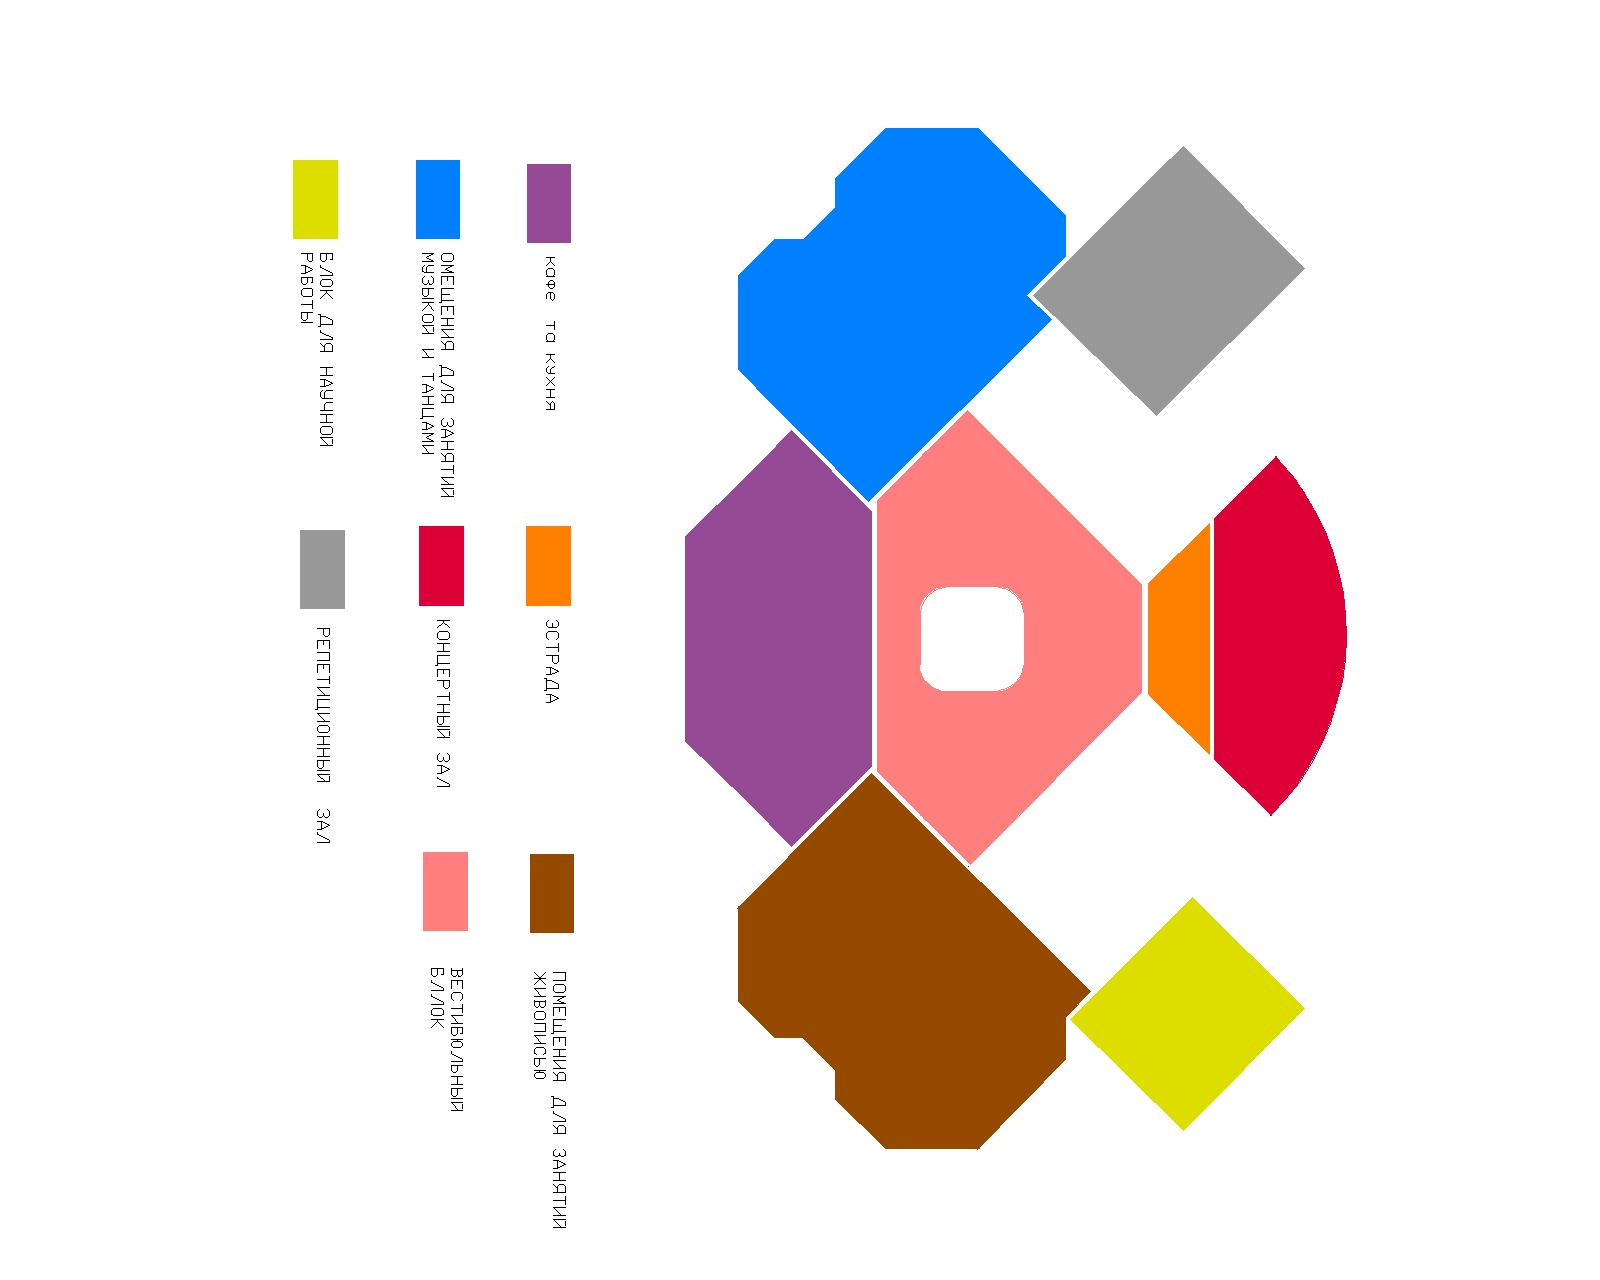 кафе та кухня
ЭСТРАДА
ПОМЕЩЕНИЯ ДЛЯ ЗАНЯТИЙ
ЖИВОПИСЬЮ
ОМЕЩЕНИЯ ДЛЯ ЗАНЯТИЙ
МУЗЫКОЙ И ТАНЦАМИ
КОНЦЕРТНЫЙ ЗАЛ
ВЕСТИБЮЛЬНЫЙ
БЛЛОК
БЛОК ДЛЯ НАУЧНОЙ
РАБОТЫ
РЕПЕТИЦИОННЫЙ ЗАЛ